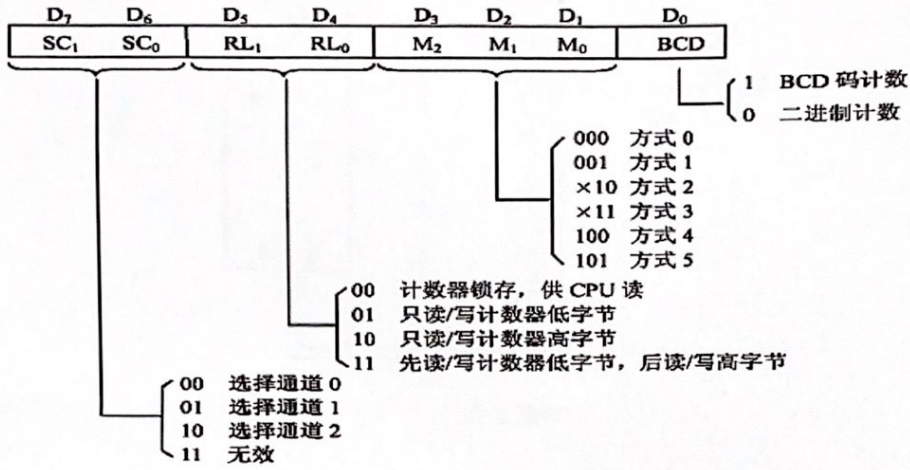 D₇ D₆ D₅ D₄ D₃ D₂ D₁ D₀
SC₁ SC₀ RL₁ RL₀ M₂ M₁ M₀ BCD
1 BCD 码计数
0 二进制计数
000 方式 0
001 方式 1
×10 方式 2
×11 方式 3
100 方式 4
101 方式 5
00 计数器锁存，供 CPU 读
01 只读/写计数器低字节
10 只读/写计数器高字节
11 先读/写计数器低字节，后读/写高字节
00 选择通道 0
01 选择通道 1
10 选择通道 2
11 无效